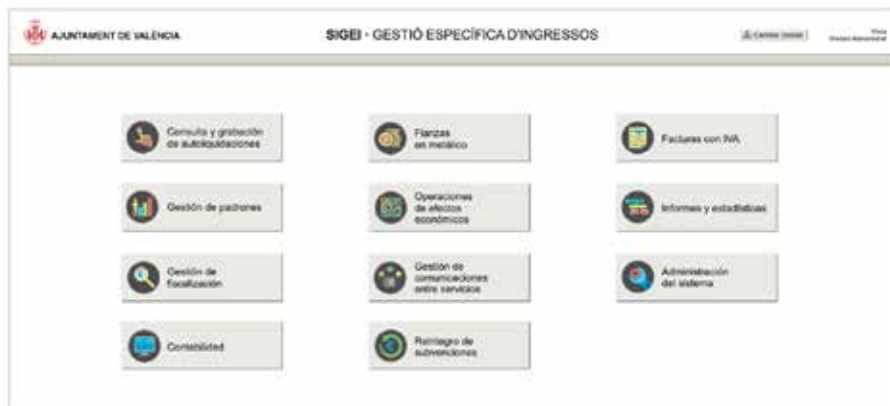 AJUNTAMENT DE VALÈNCIA
SIGEI - GESTIÓ ESPECÍFICA D'INGRESSOS
Consulta y grabación
de autoliquidaciones
Fianzas
en metálico
Facturas con IVA
Gestión de padrones
Operaciones
de efectos
económicos
Informes y estadísticas
Gestión de
fiscalización
Gestión de
comunicaciones
entre servicios
Administración
del sistema
Contabilidad
Reintegro de
subvenciones